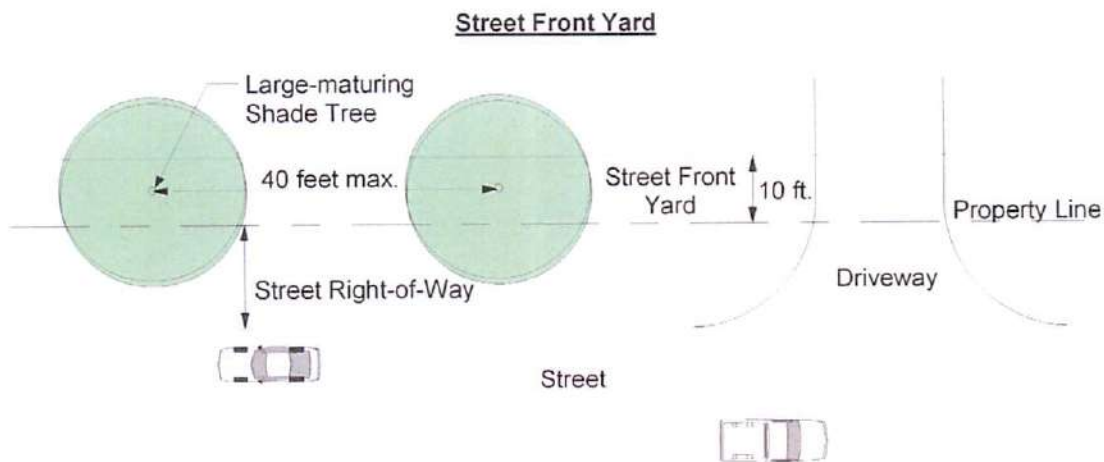 Street Front Yard
Large-maturing
Shade Tree
40 feet max.
Street Front
Yard
10 ft.
Property Line
Street Right-of-Way
Driveway
Street